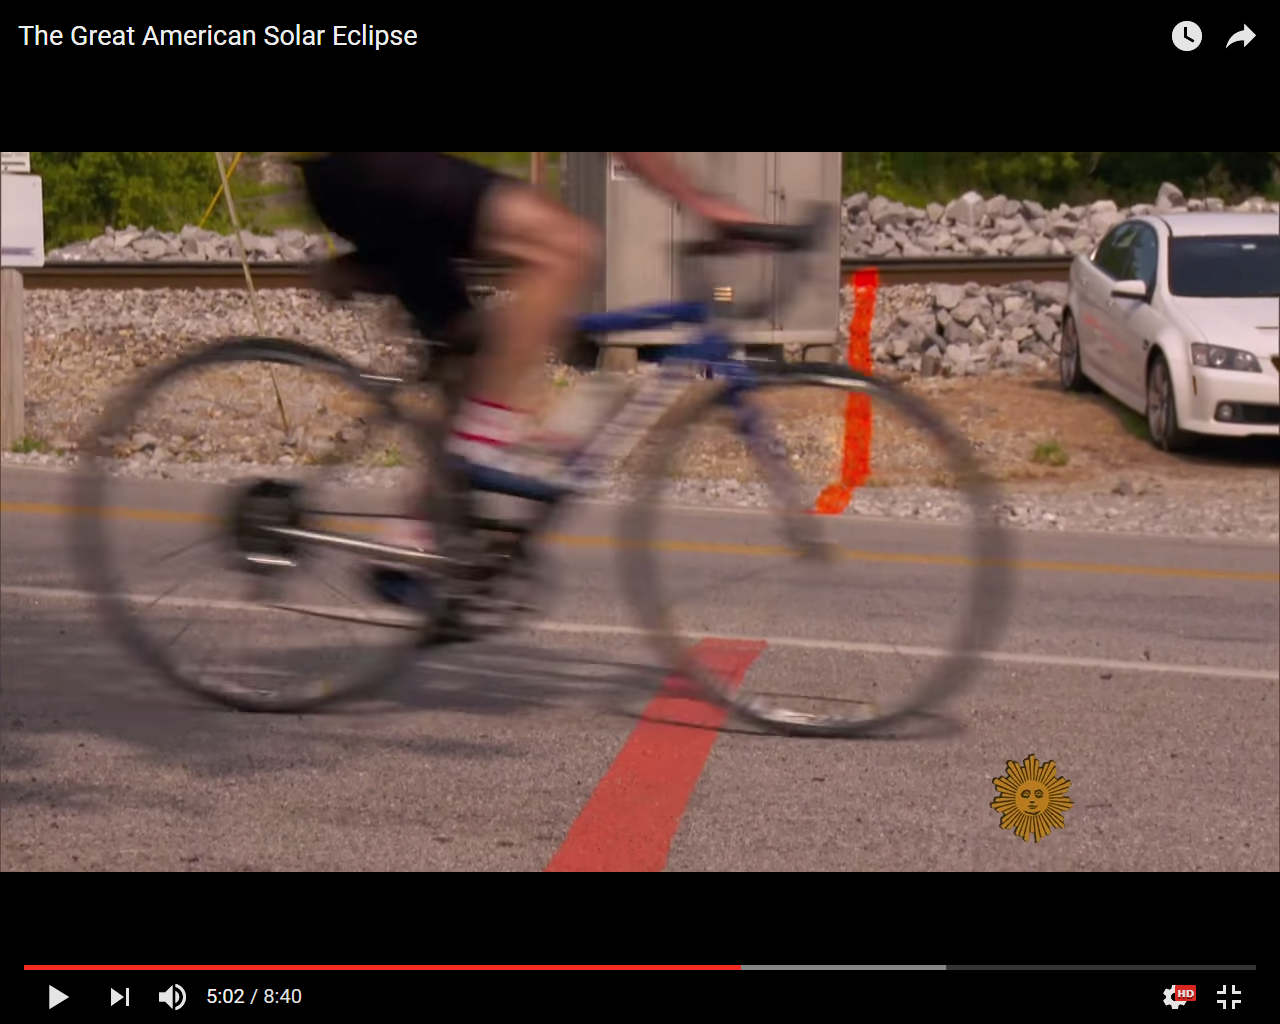 The Great American Solar Eclipse
5:02 / 8:40
HD